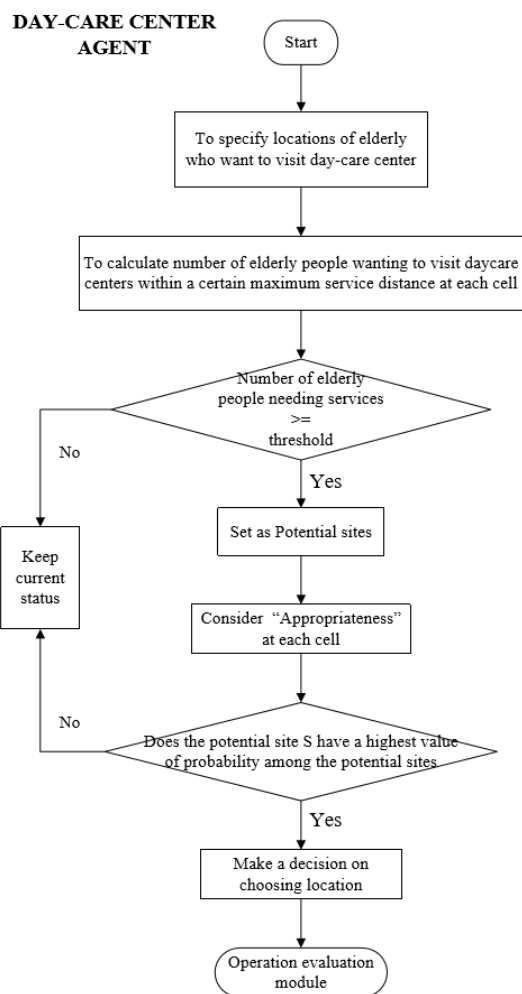 DAY-CARE CENTER
AGENT
Start
To specify locations of elderly
who want to visit day-care center
To calculate number of elderly people wanting to visit daycare
centers within a certain maximum service distance at each cell
Number of elderly
people needing services
>=
threshold
No
Yes
Set as Potential sites
Keep
current
status
Consider “Appropriateness”
at each cell
No
Does the potential site S have a highest value
of probability among the potential sites
Yes
Make a decision on
choosing location
Operation evaluation
module